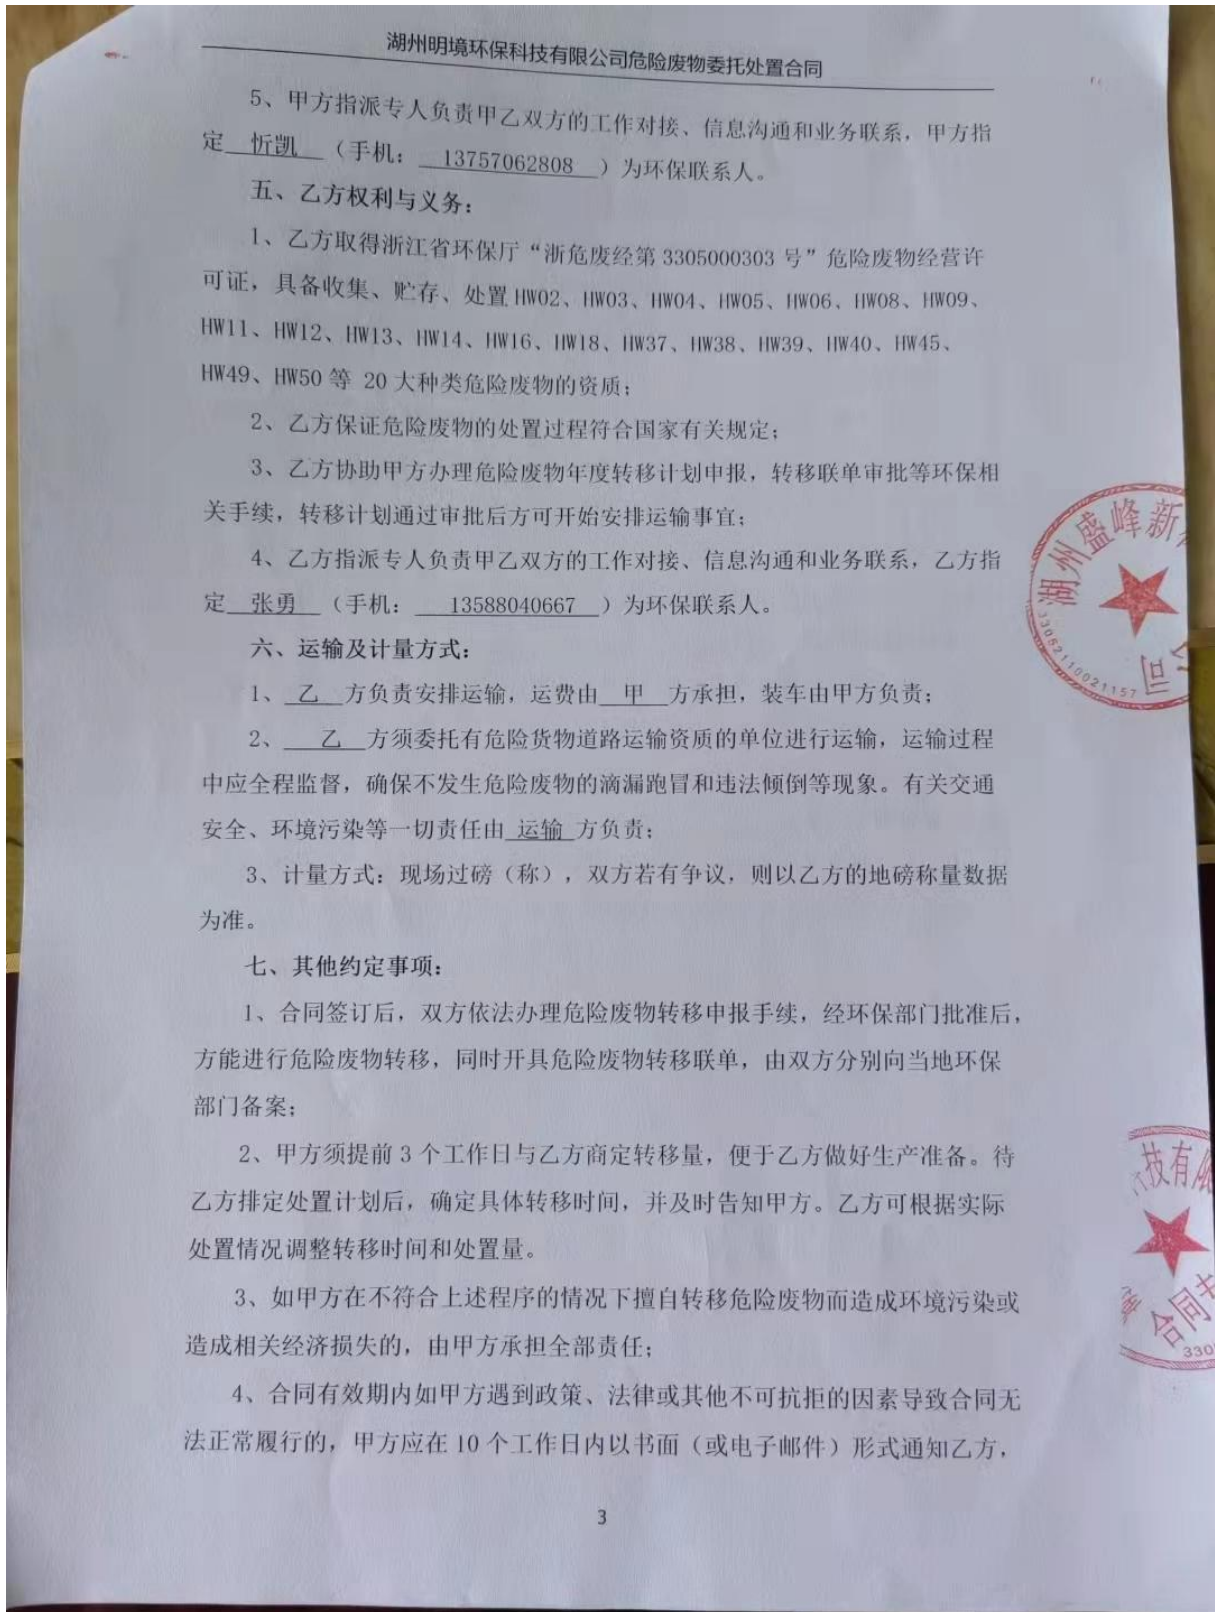 湖州明境环保科技有限公司危险废物委托处置合同
5、甲方指派专人负责甲乙双方的工作对接、信息沟通和业务联系，甲方指
定 忻凯 （手机： 13757062808 ）为环保联系人。
五、乙方权利与义务：
1、乙方取得浙江省环保厅“浙危废经第 3305000303 号”危险废物经营许
可证，具备收集、贮存、处置 HW02、HW03、HW04、HW05、HW06、HW08、HW09、
HW11、HW12、HW13、HW14、HW16、HW18、HW37、HW38、HW39、HW40、HW45、
HW49、HW50 等 20 大种类危险废物的资质；
2、乙方保证危险废物的处置过程符合国家有关规定；
3、乙方协助甲方办理危险废物年度转移计划申报，转移联单审批等环保相
关手续，转移计划通过审批后方可开始安排运输事宜；
4、乙方指派专人负责甲乙双方的工作对接、信息沟通和业务联系，乙方指
定 张勇 （手机： 13588040667 ）为环保联系人。
六、运输及计量方式：
1、 乙 方负责安排运输，运费由 甲 方承担，装车由甲方负责；
2、 乙 方须委托有危险货物道路运输资质的单位进行运输，运输过程
中应全程监督，确保不发生危险废物的滴漏跑冒和违法倾倒等现象。有关交通
安全、环境污染等一切责任由 运输 方负责；
3、计量方式：现场过磅（称），双方若有争议，则以乙方的地磅称量数据
为准。
七、其他约定事项：
1、合同签订后，双方依法办理危险废物转移申报手续，经环保部门批准后，
方能进行危险废物转移，同时开具危险废物转移联单，由双方分别向当地环保
部门备案；
2、甲方须提前 3 个工作日与乙方商定转移量，便于乙方做好生产准备。待
乙方排定处置计划后，确定具体转移时间，并及时告知甲方。乙方可根据实际
处置情况调整转移时间和处置量。
3、如甲方在不符合上述程序的情况下擅自转移危险废物而造成环境污染或
造成相关经济损失的，由甲方承担全部责任；
4、合同有效期内如甲方遇到政策、法律或其他不可抗拒的因素导致合同无
法正常履行的，甲方应在 10 个工作日内以书面（或电子邮件）形式通知乙方，
3
湖州盛峰新
司
33052110021157
技有
合同
330